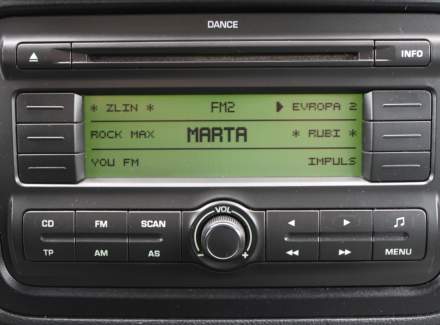 DANCE
INFO
* ZLIN * FM2 ▶ EVROPA 2
ROCK MAX MARTA * RUBI *
YOU FM IMPULS
CD FM SCAN VOL ◀ ▶ ♫
TP AM AS − + ◀◀ ▶▶ MENU